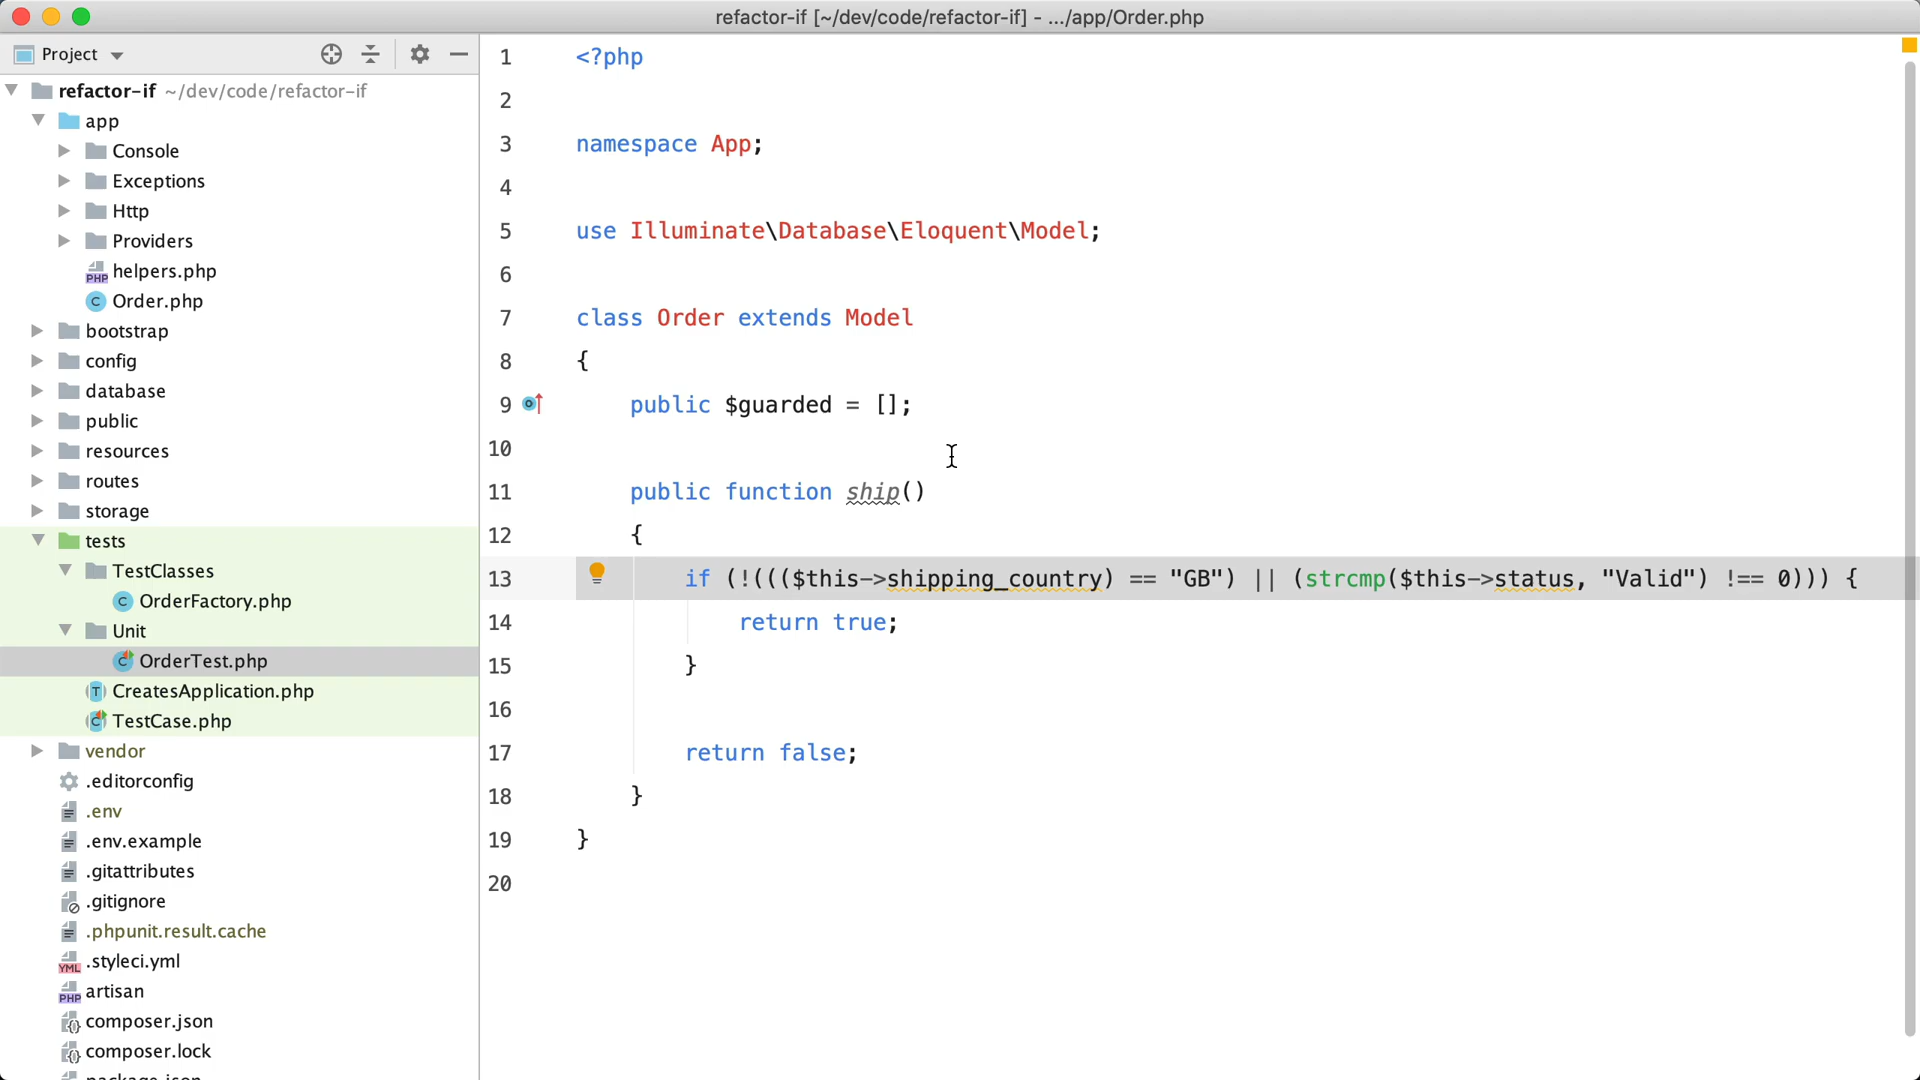 refactor-if [~/dev/code/refactor-if] - .../app/Order.php
Project
refactor-if ~/dev/code/refactor-if
app
Console
Exceptions
Http
Providers
helpers.php
Order.php
bootstrap
config
database
public
resources
routes
storage
tests
TestClasses
OrderFactory.php
Unit
OrderTest.php
CreatesApplication.php
TestCase.php
vendor
.editorconfig
.env
.env.example
.gitattributes
.gitignore
.phpunit.result.cache
.styleci.yml
artisan
composer.json
composer.lock
package.json
1 <?php
2
3 namespace App;
4
5 use Illuminate\Database\Eloquent\Model;
6
7 class Order extends Model
8 {
9 public $guarded = [];
10
11 public function ship()
12 {
13 if (!((($this->shipping_country) == "GB") || (strcmp($this->status, "Valid") !== 0))) {
14 return true;
15 }
16
17 return false;
18 }
19 }
20